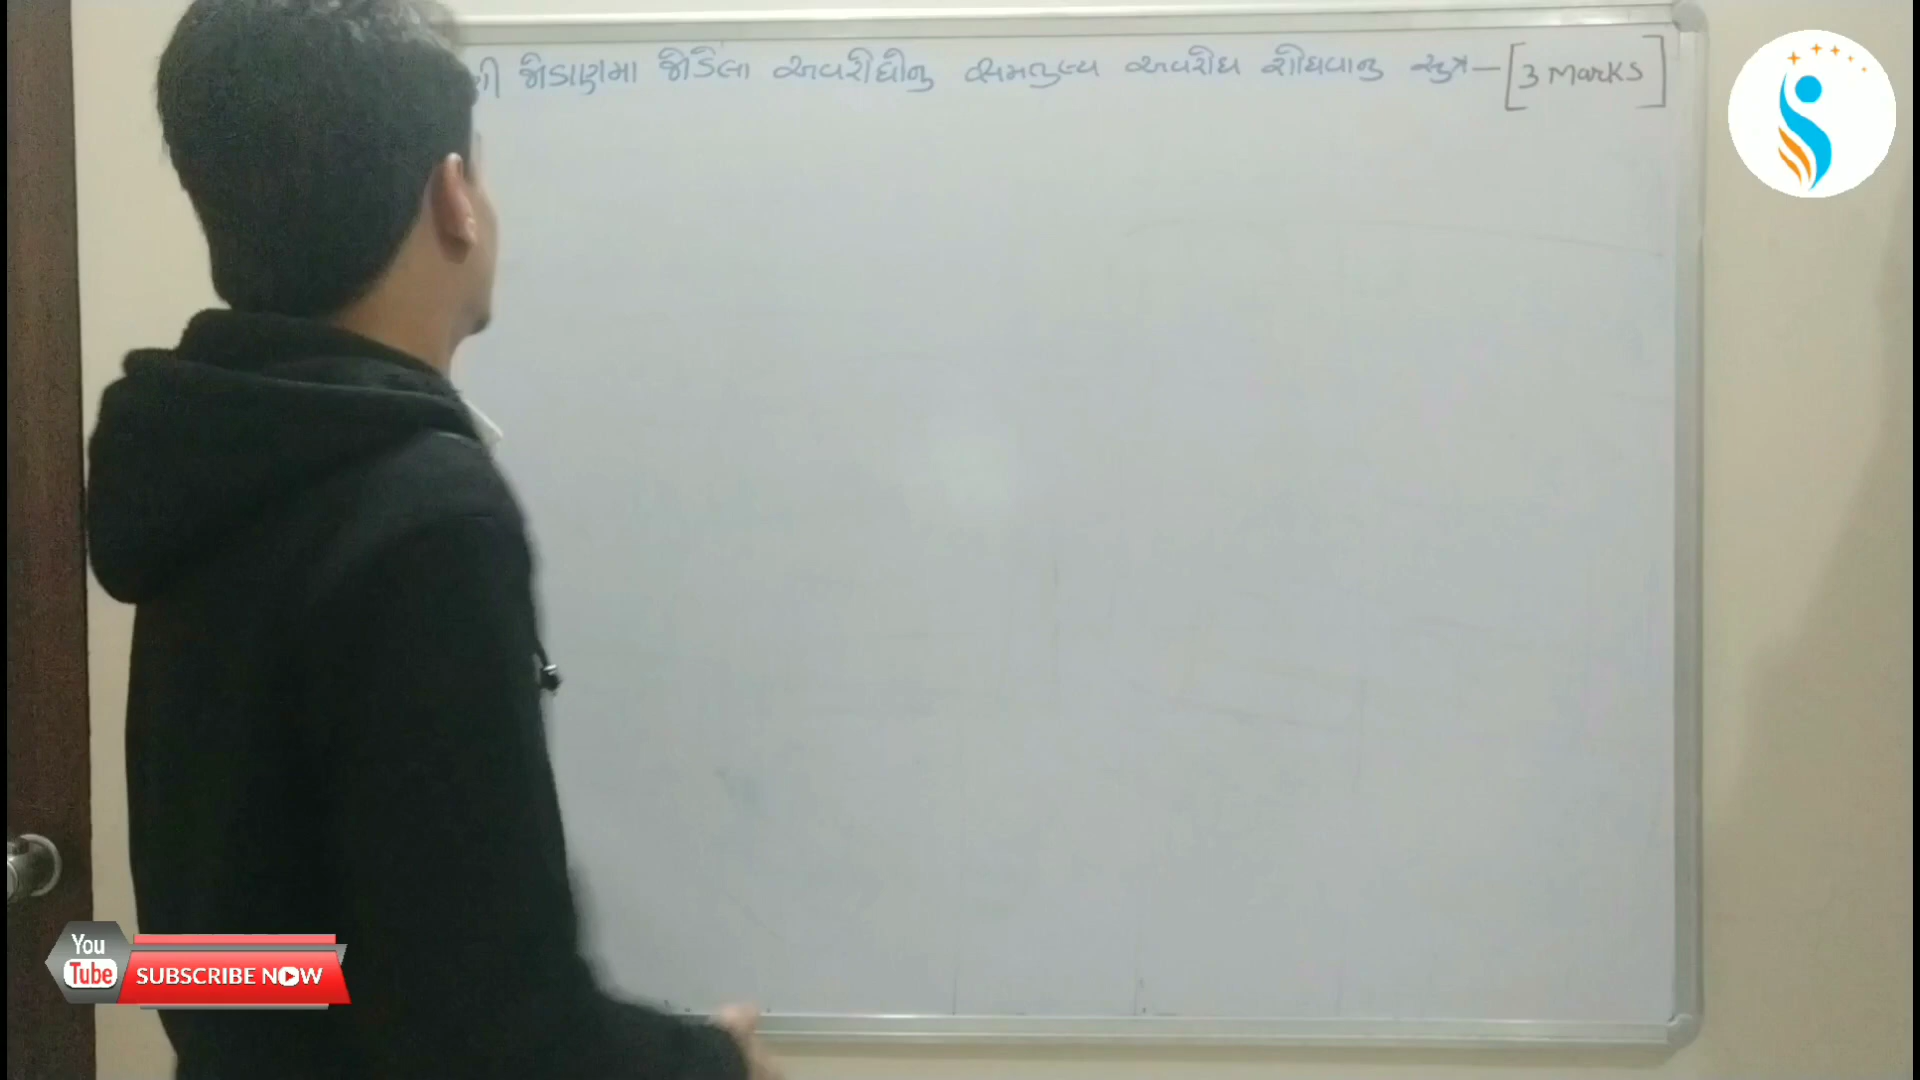 જોડાણમા જોડેલા અવરોધોનુ સમતુલ્ય અવરોધ શોધવાનુ સુત્ર - [3 Marks]
You
Tube SUBSCRIBE NOW